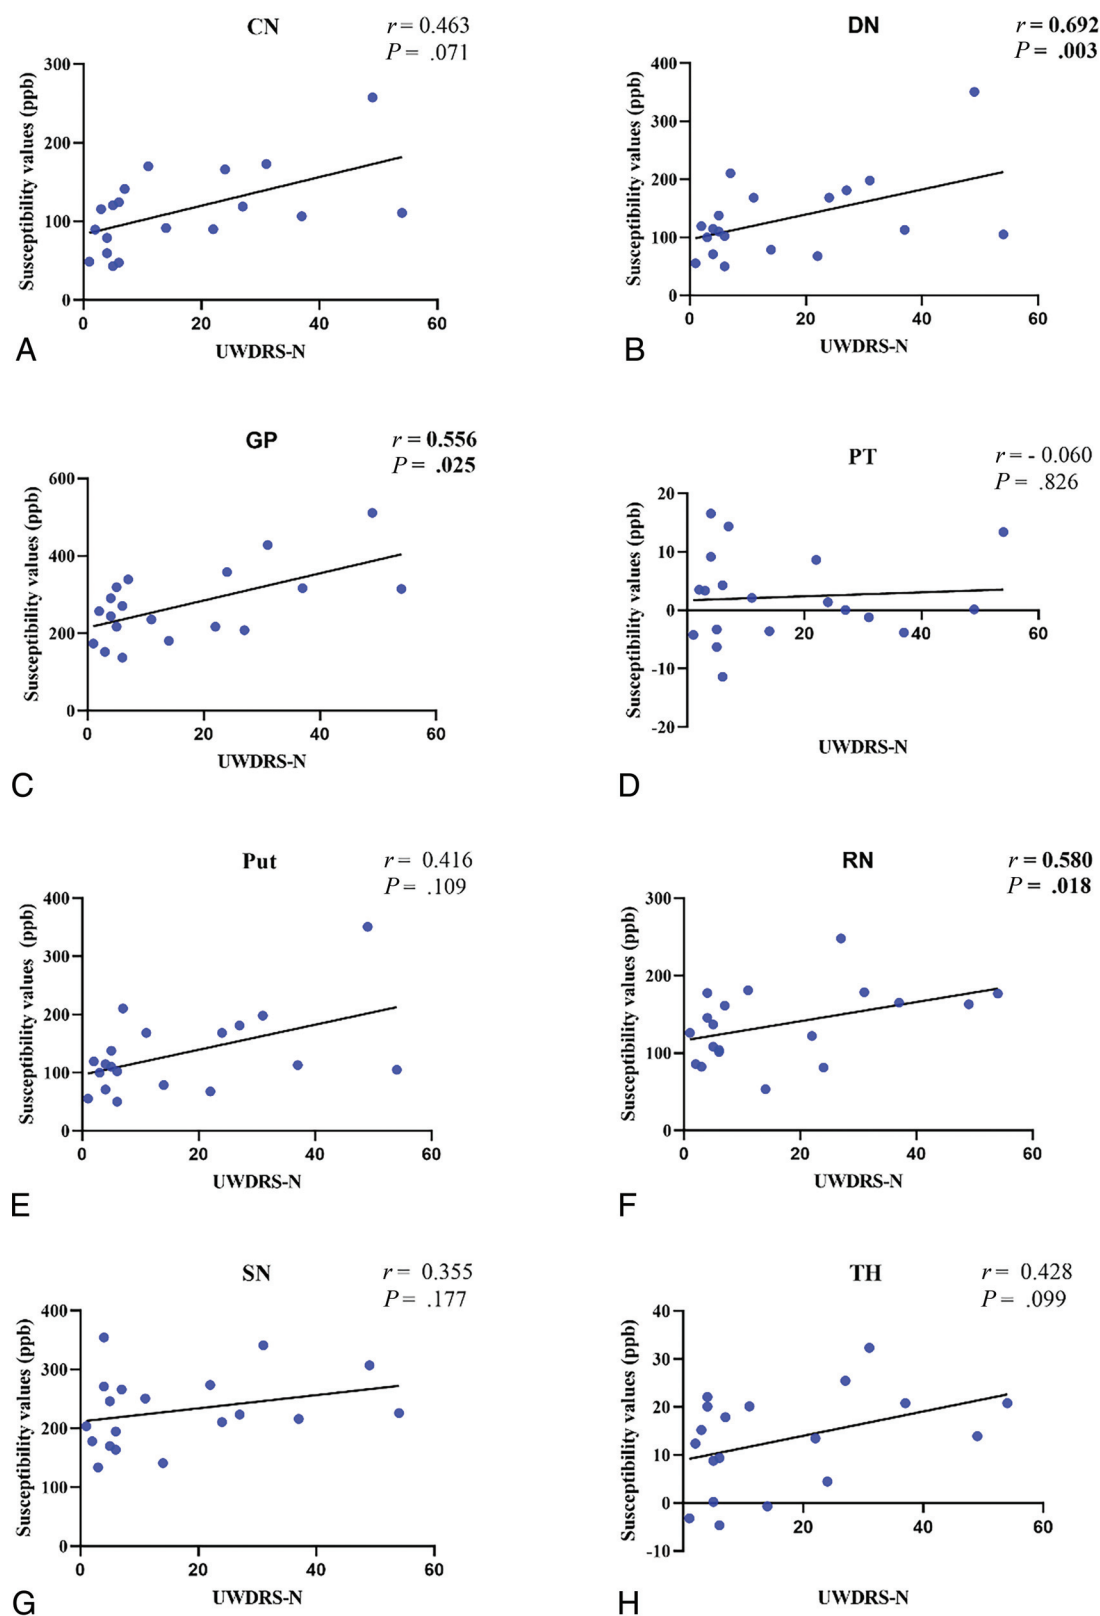 CN
r = 0.463
P = .071
Susceptibility values (ppb)
300
200
100
0
0 20 40 60
UWDRS-N
A
DN
r = 0.692
P = .003
Susceptibility values (ppb)
400
300
200
100
0
0 20 40 60
UWDRS-N
B
GP
r = 0.556
P = .025
Susceptibility values (ppb)
600
400
200
0
0 20 40 60
UWDRS-N
C
PT
r = - 0.060
P = .826
Susceptibility values (ppb)
20
10
0
20 40 60
-10
-20
UWDRS-N
D
Put
r = 0.416
P = .109
Susceptibility values (ppb)
400
300
200
100
0
0 20 40 60
UWDRS-N
E
RN
r = 0.580
P = .018
Susceptibility values (ppb)
300
200
100
0
0 20 40 60
UWDRS-N
F
SN
r = 0.355
P = .177
Susceptibility values (ppb)
400
300
200
100
0
0 20 40 60
UWDRS-N
G
TH
r = 0.428
P = .099
Susceptibility values (ppb)
40
30
20
10
0
20 40 60
-10
UWDRS-N
H